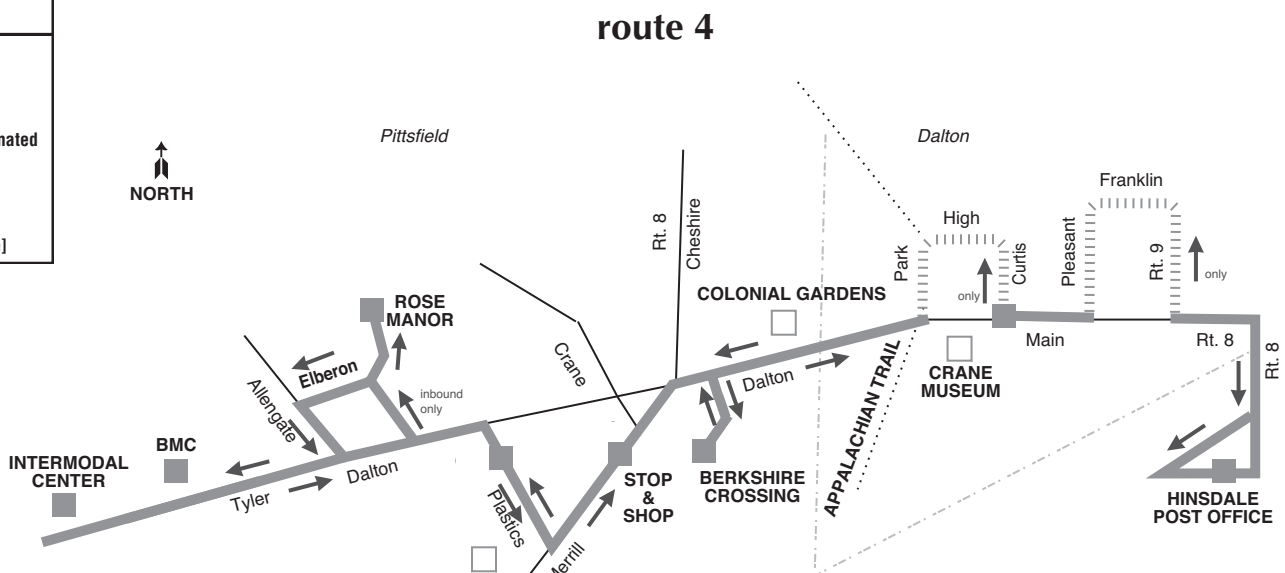 route 4
Pittsfield
Dalton
NORTH
Franklin
High
Rt. 8
Cheshire
Park
Curtis
Pleasant
Rt. 9
only
only
COLONIAL GARDENS
ROSE
MANOR
Elberon
Allengate
inbound
only
Crane
Dalton
APPALACHIAN TRAIL
CRANE
MUSEUM
Main
Rt. 8
Rt. 8
BMC
INTERMODAL
CENTER
Tyler
Dalton
Plastics
STOP
&
SHOP
BERKSHIRE
CROSSING
HINSDALE
POST OFFICE